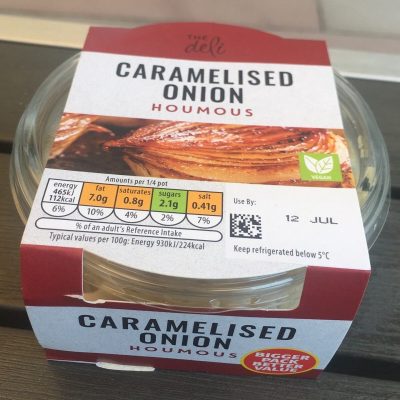 THE
deli
CARAMELISED
ONION
HOUMOUS
VEGAN
Amounts per 1/4 pot
energy
465kJ
112kcal
6%
fat
7.0g
10%
saturates
0.8g
4%
sugars
2.1g
2%
salt
0.41g
7%
% of an adult's Reference Intake
Typical values per 100g: Energy 930kJ/224kcal
Use By:
12 JUL
Keep refrigerated below 5°C
CARAMELISED
ONION
HOUMOUS
BIGGER
PACK
BETTER
VALUE